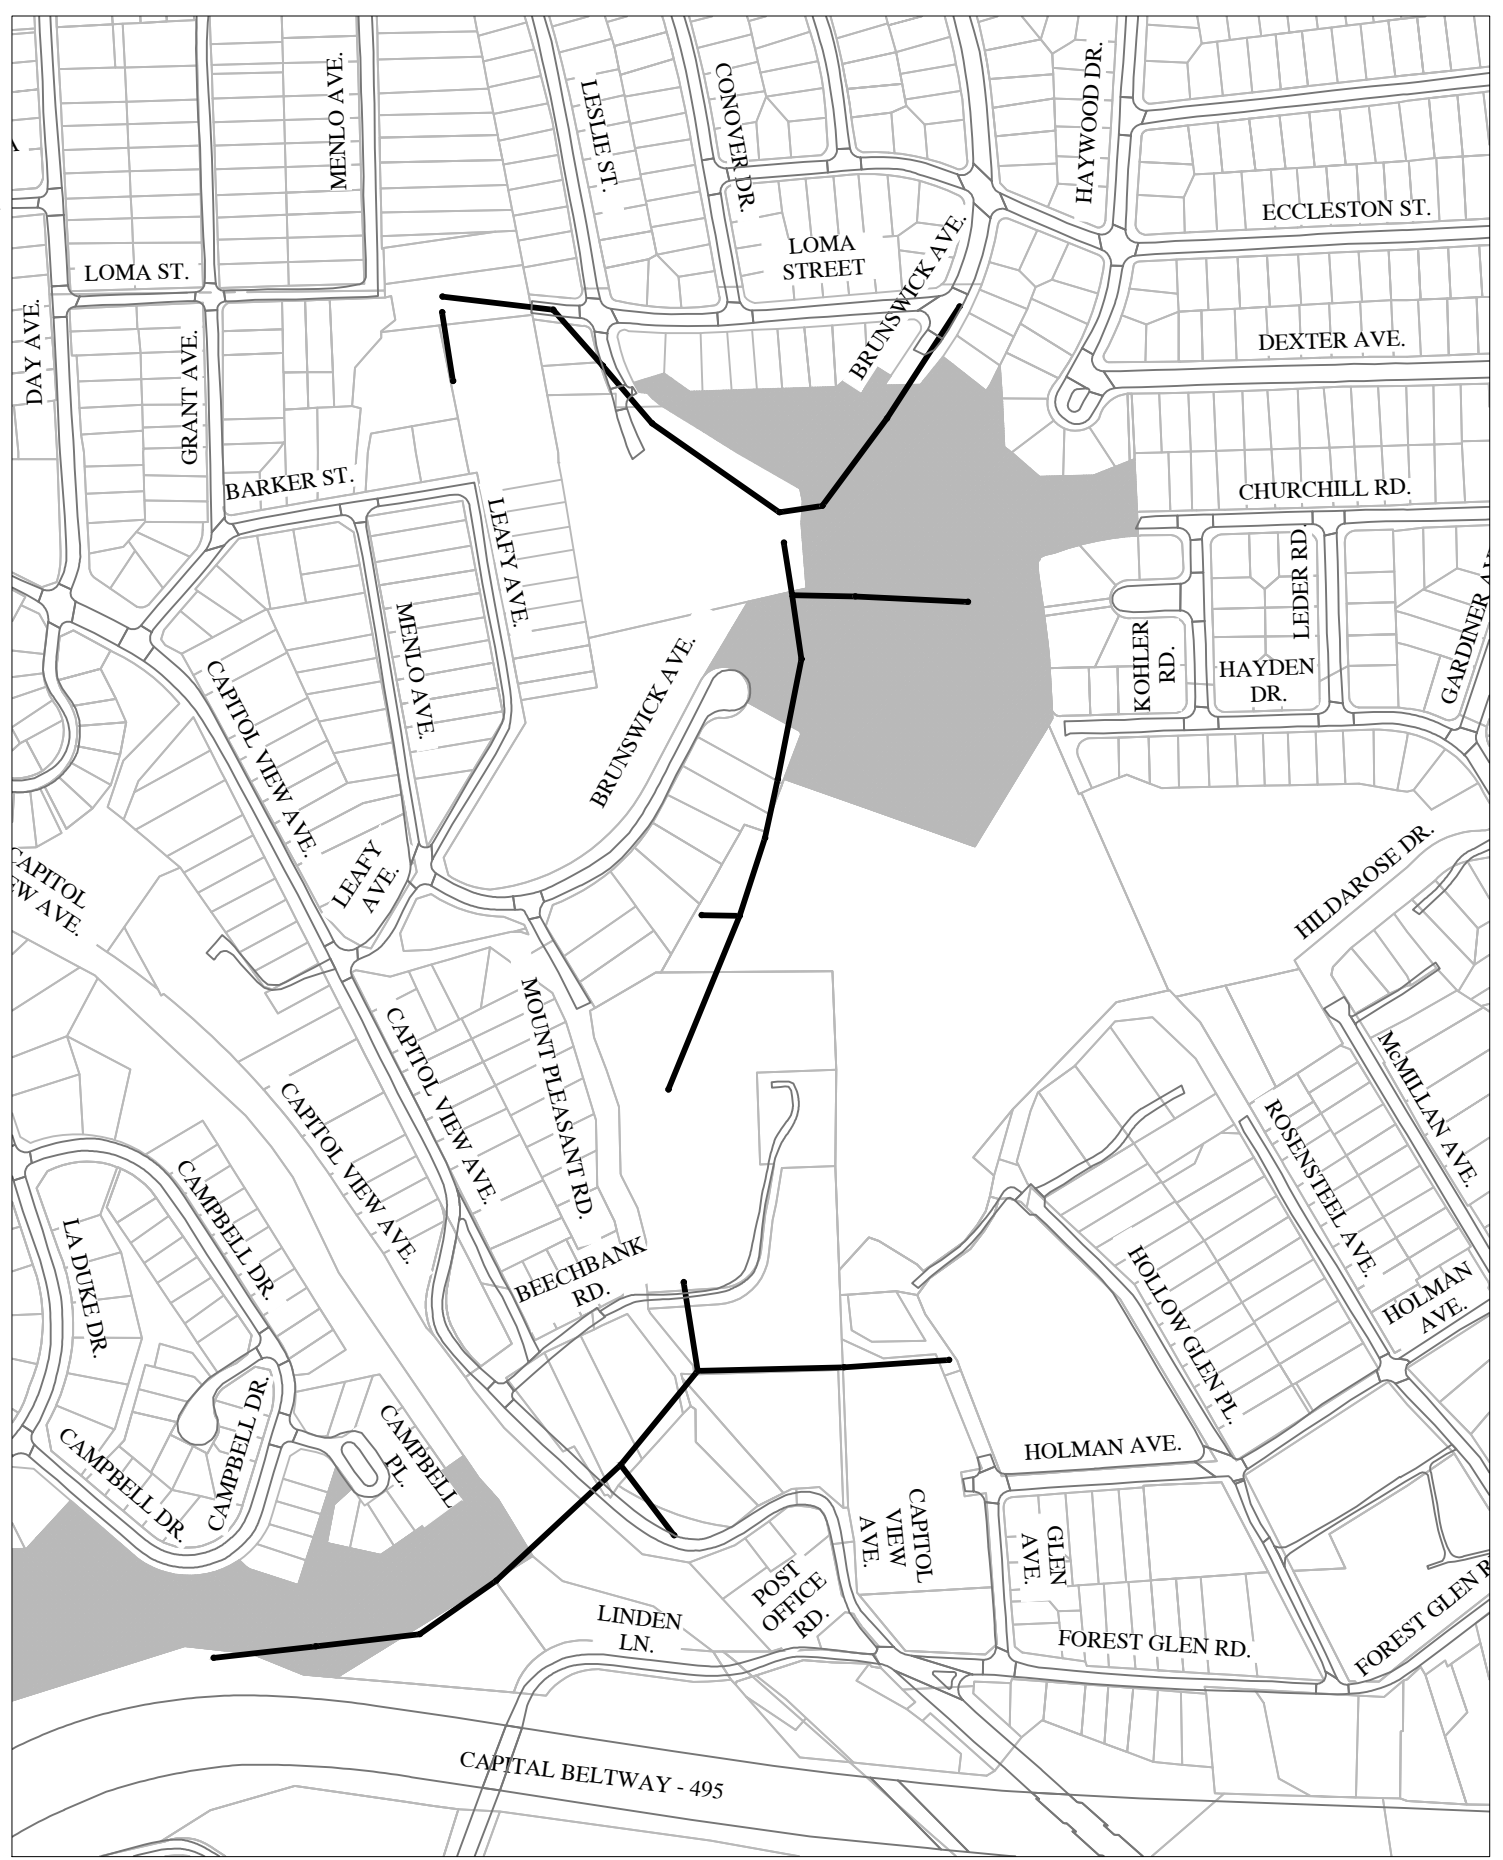 MENLO AVE.
LESLIE ST.
CONOVER DR.
HAYWOOD DR.
ECCLESTON ST.
LOMA
STREET
LOMA ST.
BRUNSWICK AVE.
DAY AVE.
GRANT AVE.
DEXTER AVE.
BARKER ST.
CHURCHILL RD.
LEAFY AVE.
LEDER RD.
MENLO AVE.
KOHLER
RD.
HAYDEN
DR.
GARDINER
CAPITOL VIEW AVE.
BRUNSWICK AVE.
LEAFY
AVE.
CAPITOL
EW AVE.
HILDAROSE DR.
MOUNT PLEASANT RD.
CAPITOL VIEW AVE.
CAPITOL VIEW AVE.
McMILLAN AVE.
ROSENSTEEL AVE.
CAMPBELL DR.
LA DUKE DR.
BEECHBANK
RD.
HOLLOW GLEN PL.
HOLMAN
AVE.
CAMPBELL DR.
CAMPBELL DR.
CAMPBELL
PL.
HOLMAN AVE.
CAPITOL
VIEW
AVE.
GLEN
AVE.
POST
OFFICE
RD.
LINDEN
LN.
FOREST GLEN RD.
FOREST GLEN R
CAPITAL BELTWAY - 495